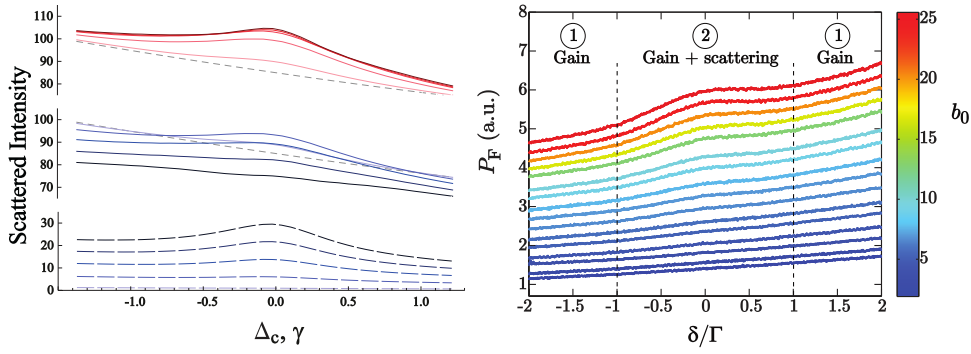 Scattered Intensity
110
100
90
80
100
90
80
70
30
20
10
0
-1.0 -0.5 0.0 0.5 1.0
Δc, γ
P_F (a.u.)
8
7
6
5
4
3
2
1
1 2 1
Gain Gain + scattering Gain
-2 -1.5 -1 -0.5 0 0.5 1 1.5 2
δ/Γ
25
20
15
10
5
b0